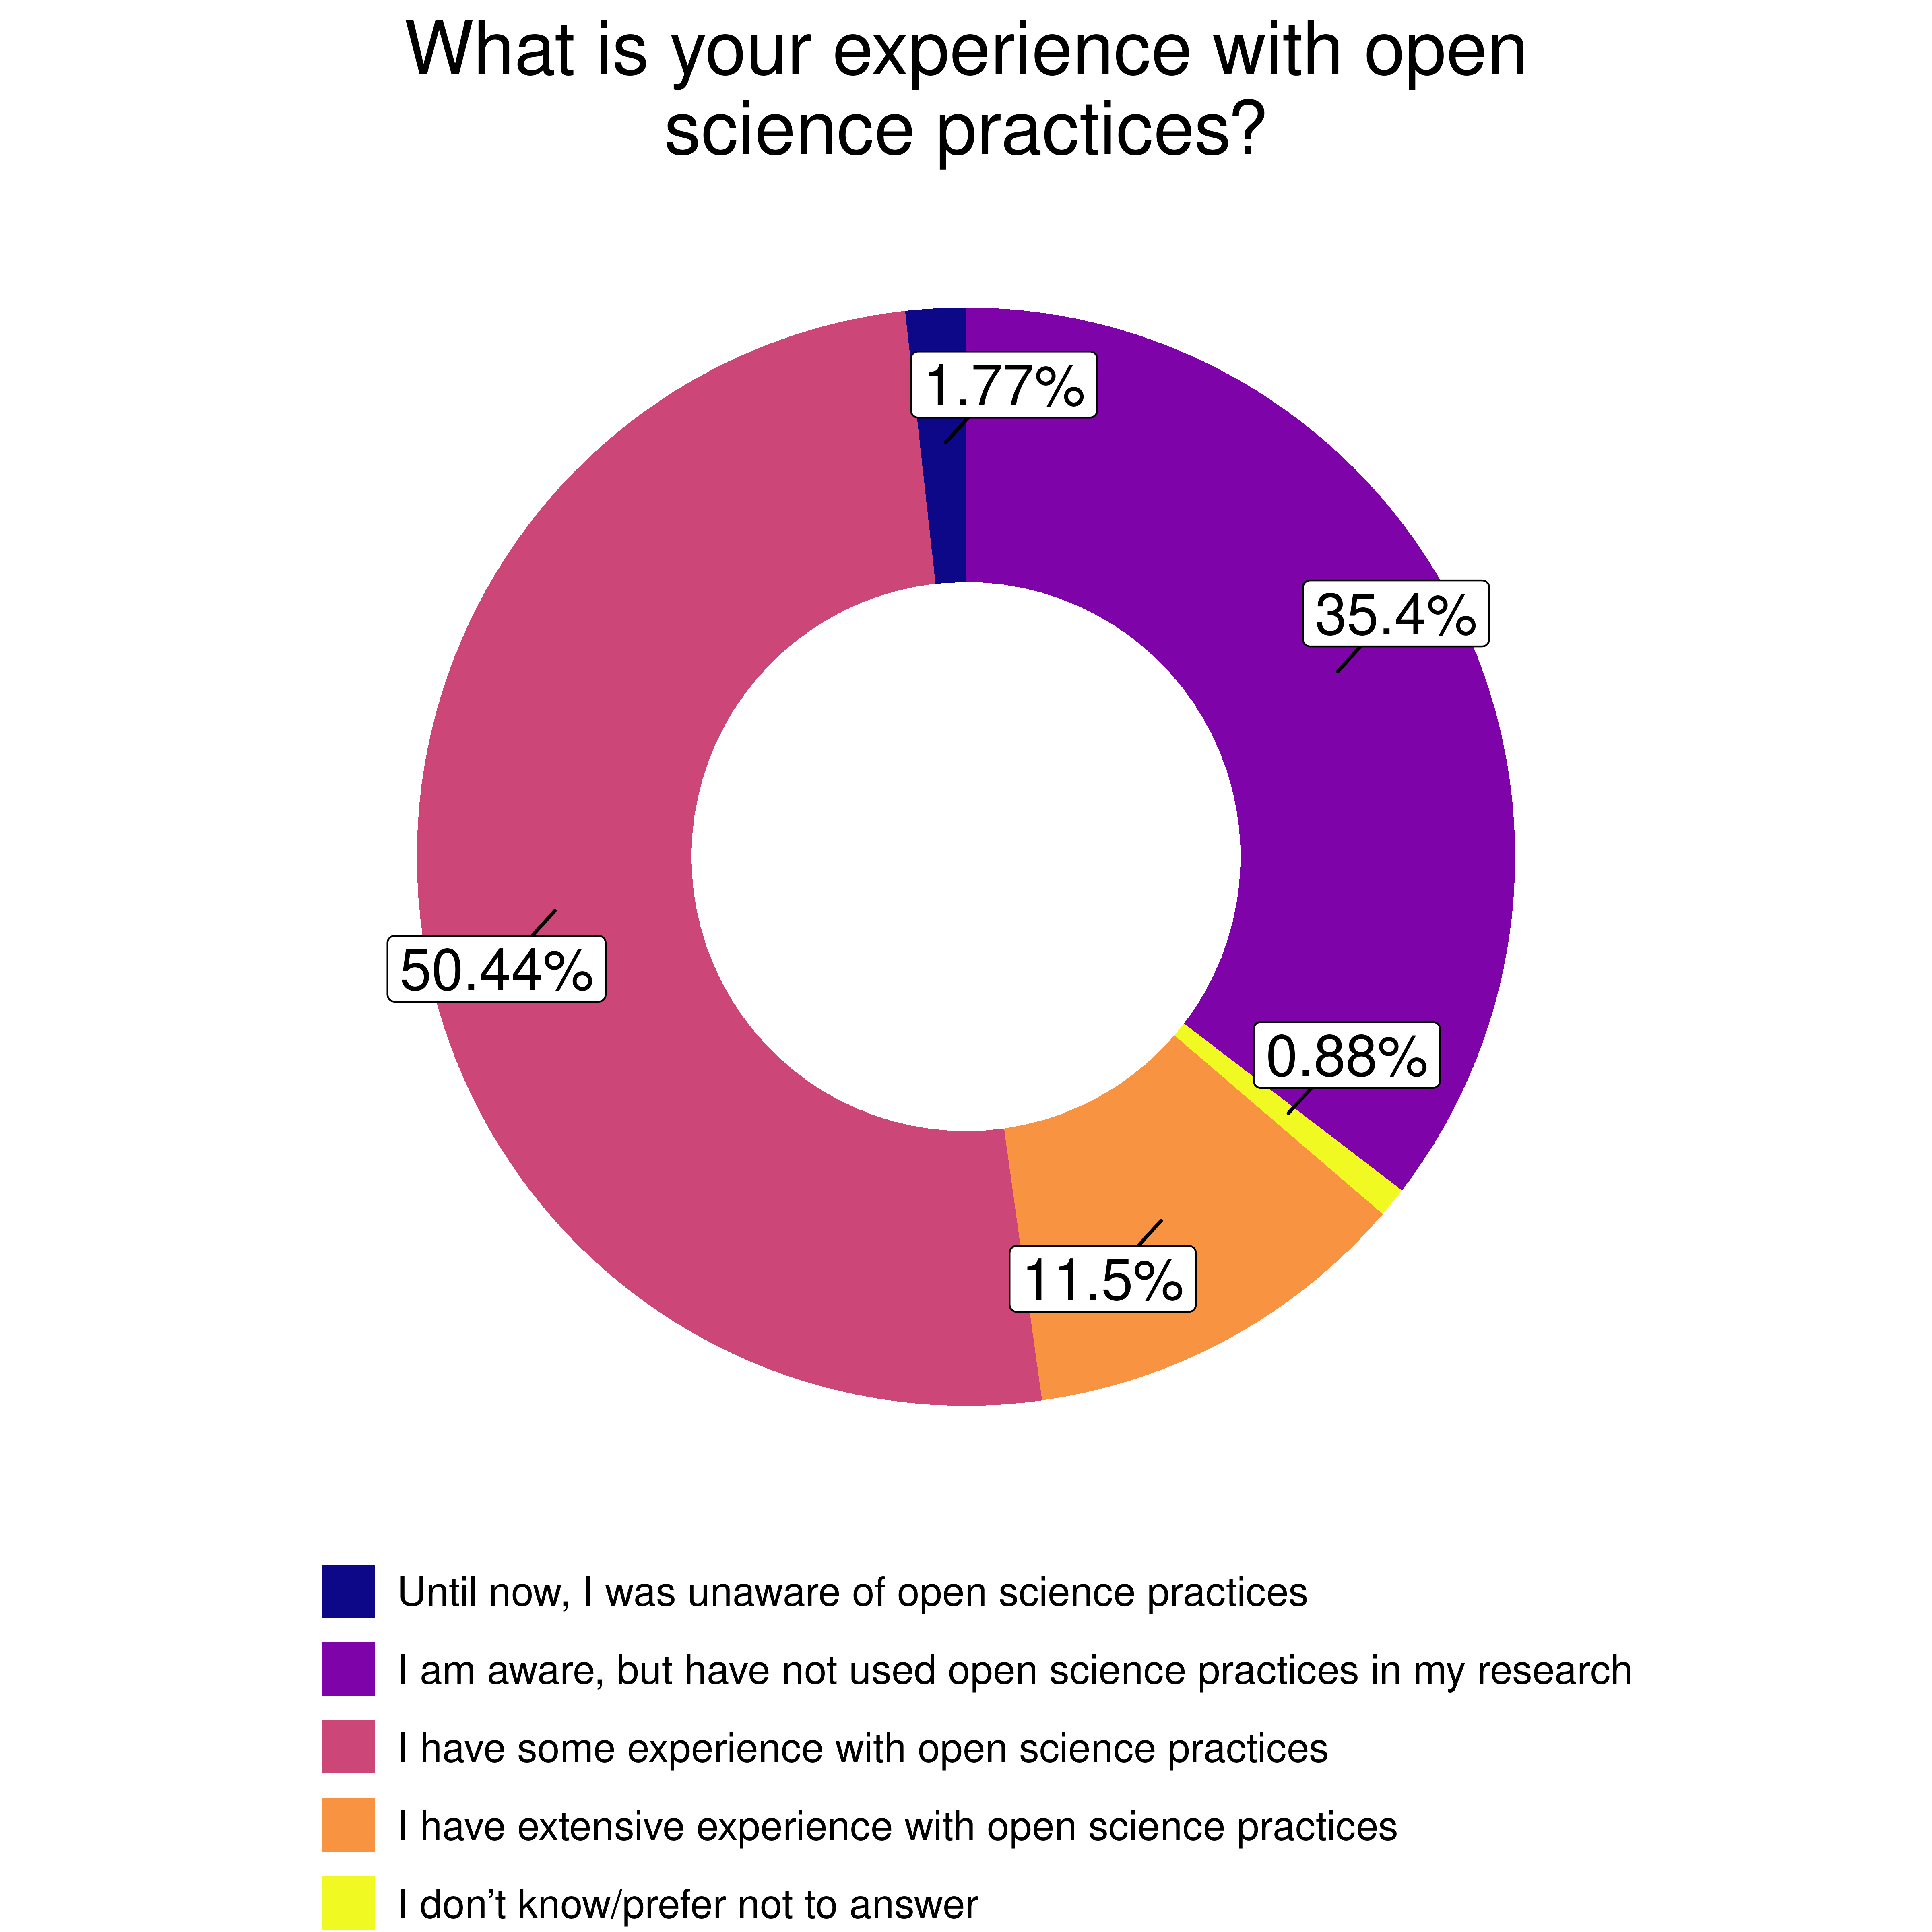 What is your experience with open
science practices?
1.77%
35.4%
50.44%
0.88%
11.5%
Until now, I was unaware of open science practices
I am aware, but have not used open science practices in my research
I have some experience with open science practices
I have extensive experience with open science practices
I don’t know/prefer not to answer